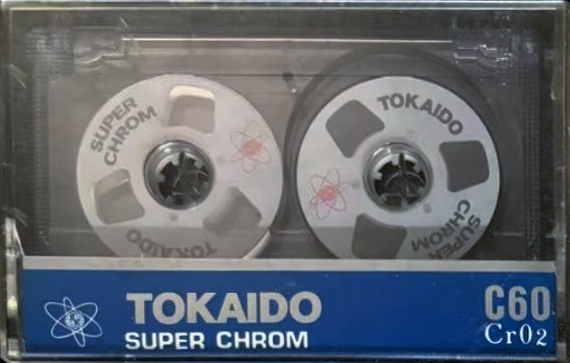 SUPER
CHROM
TOKAIDO
TOKAIDO
SUPER
CHROM
TOKAIDO
SUPER CHROM
C60
CrO2